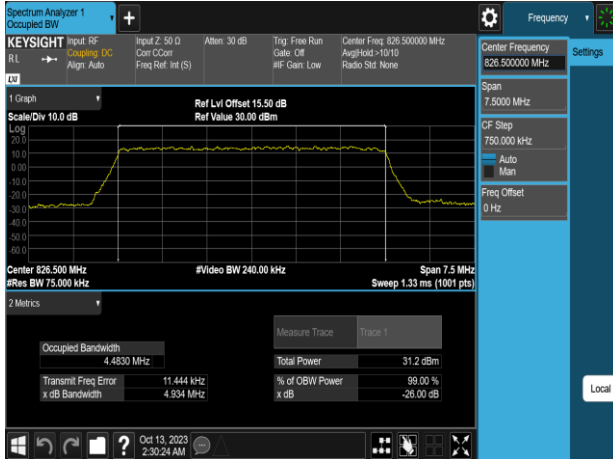 Spectrum Analyzer 1
Occupied BW
+
Frequency
KEYSIGHT
RL
LXI
Input: RF
Coupling: DC
Align: Auto
Input Z: 50 Ω
Corr CCorr
Freq Ref: Int (S)
Atten: 30 dB
Trig: Free Run
Gate: Off
#IF Gain: Low
Center Freq: 826.500000 MHz
Avg|Hold:>10/10
Radio Std: None
Center Frequency
826.500000 MHz
Settings
Span
7.5000 MHz
CF Step
750.000 kHz
Auto
Man
Freq Offset
0 Hz
1 Graph
Scale/Div 10.0 dB
Ref Lvl Offset 15.50 dB
Ref Value 30.00 dBm
Log
20.0
10.0
0.00
-10.0
-20.0
-30.0
-40.0
-50.0
-60.0
Center 826.500 MHz
#Res BW 75.000 kHz
#Video BW 240.00 kHz
Span 7.5 MHz
Sweep 1.33 ms (1001 pts)
2 Metrics
Measure Trace
Trace 1
Occupied Bandwidth
4.4830 MHz
Total Power
31.2 dBm
Transmit Freq Error
11.444 kHz
% of OBW Power
99.00 %
x dB Bandwidth
4.934 MHz
x dB
-26.00 dB
Local
?
Oct 13, 2023
2:30:24 AM